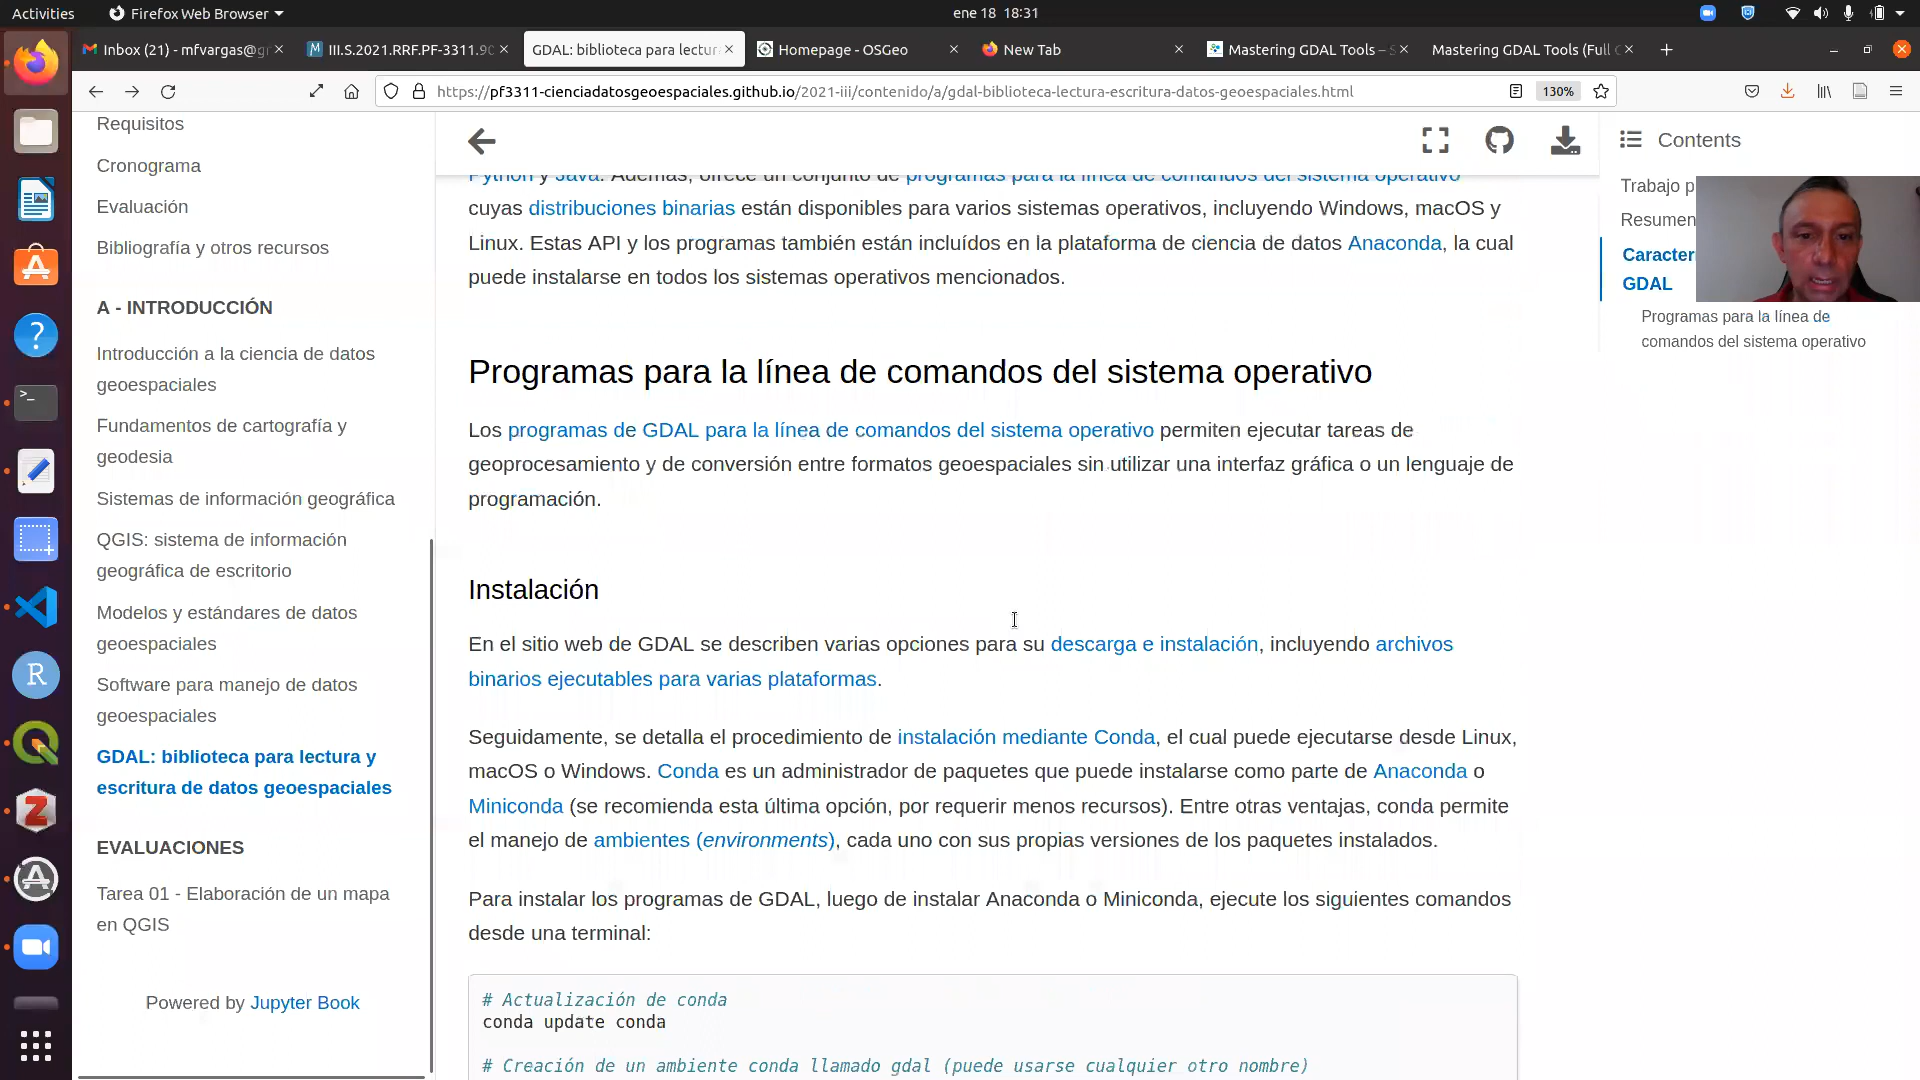 Activities
Firefox Web Browser
ene 18 18:31
Inbox (21) - mfvargas@gr
III.S.2021.RRF.PF-3311.90
GDAL: biblioteca para lectur
Homepage - OSGeo
New Tab
Mastering GDAL Tools – S
Mastering GDAL Tools (Full C
https://pf3311-cienciadatosgeoespaciales.github.io/2021-iii/contenido/a/gdal-biblioteca-lectura-escritura-datos-geoespaciales.html
130%
Requisitos
Cronograma
Evaluación
Bibliografía y otros recursos
A - INTRODUCCIÓN
Introducción a la ciencia de datos
geoespaciales
Fundamentos de cartografía y
geodesia
Sistemas de información geográfica
QGIS: sistema de información
geográfica de escritorio
Modelos y estándares de datos
geoespaciales
Software para manejo de datos
geoespaciales
GDAL: biblioteca para lectura y
escritura de datos geoespaciales
EVALUACIONES
Tarea 01 - Elaboración de un mapa
en QGIS
Powered by Jupyter Book
Python y Java. Además, ofrece un conjunto de programas para la línea de comandos del sistema operativo
cuyas distribuciones binarias están disponibles para varios sistemas operativos, incluyendo Windows, macOS y
Linux. Estas API y los programas también están incluídos en la plataforma de ciencia de datos Anaconda, la cual
puede instalarse en todos los sistemas operativos mencionados.
Programas para la línea de comandos del sistema operativo
Los programas de GDAL para la línea de comandos del sistema operativo permiten ejecutar tareas de
geoprocesamiento y de conversión entre formatos geoespaciales sin utilizar una interfaz gráfica o un lenguaje de
programación.
Instalación
En el sitio web de GDAL se describen varias opciones para su descarga e instalación, incluyendo archivos
binarios ejecutables para varias plataformas.
Seguidamente, se detalla el procedimiento de instalación mediante Conda, el cual puede ejecutarse desde Linux,
macOS o Windows. Conda es un administrador de paquetes que puede instalarse como parte de Anaconda o
Miniconda (se recomienda esta última opción, por requerir menos recursos). Entre otras ventajas, conda permite
el manejo de ambientes (environments), cada uno con sus propias versiones de los paquetes instalados.
Para instalar los programas de GDAL, luego de instalar Anaconda o Miniconda, ejecute los siguientes comandos
desde una terminal:
# Actualización de conda
conda update conda
# Creación de un ambiente conda llamado gdal (puede usarse cualquier otro nombre)
Contents
Trabajo p
Resumen
Caracter
GDAL
Programas para la línea de
comandos del sistema operativo